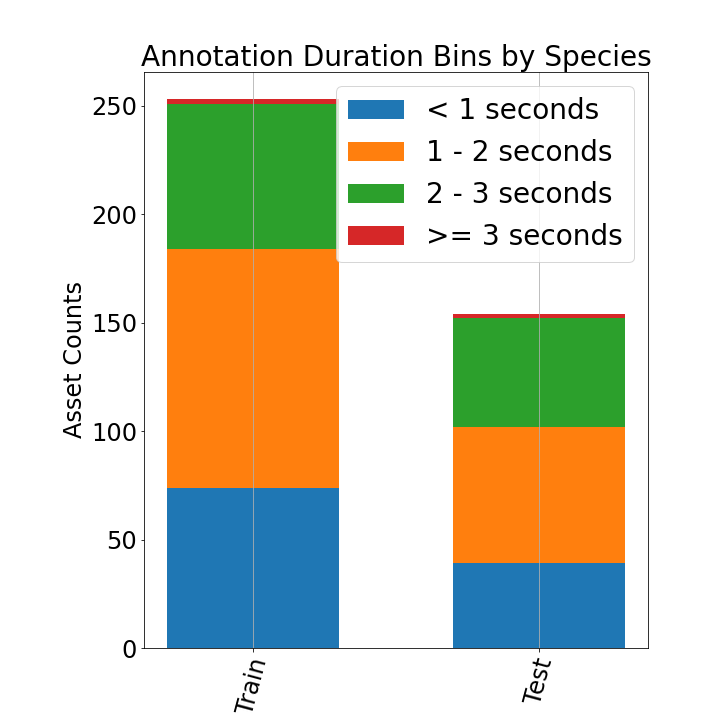 Annotation Duration Bins by Species
250
200
150
100
50
0
Asset Counts
< 1 seconds
1 - 2 seconds
2 - 3 seconds
>= 3 seconds
Train
Test